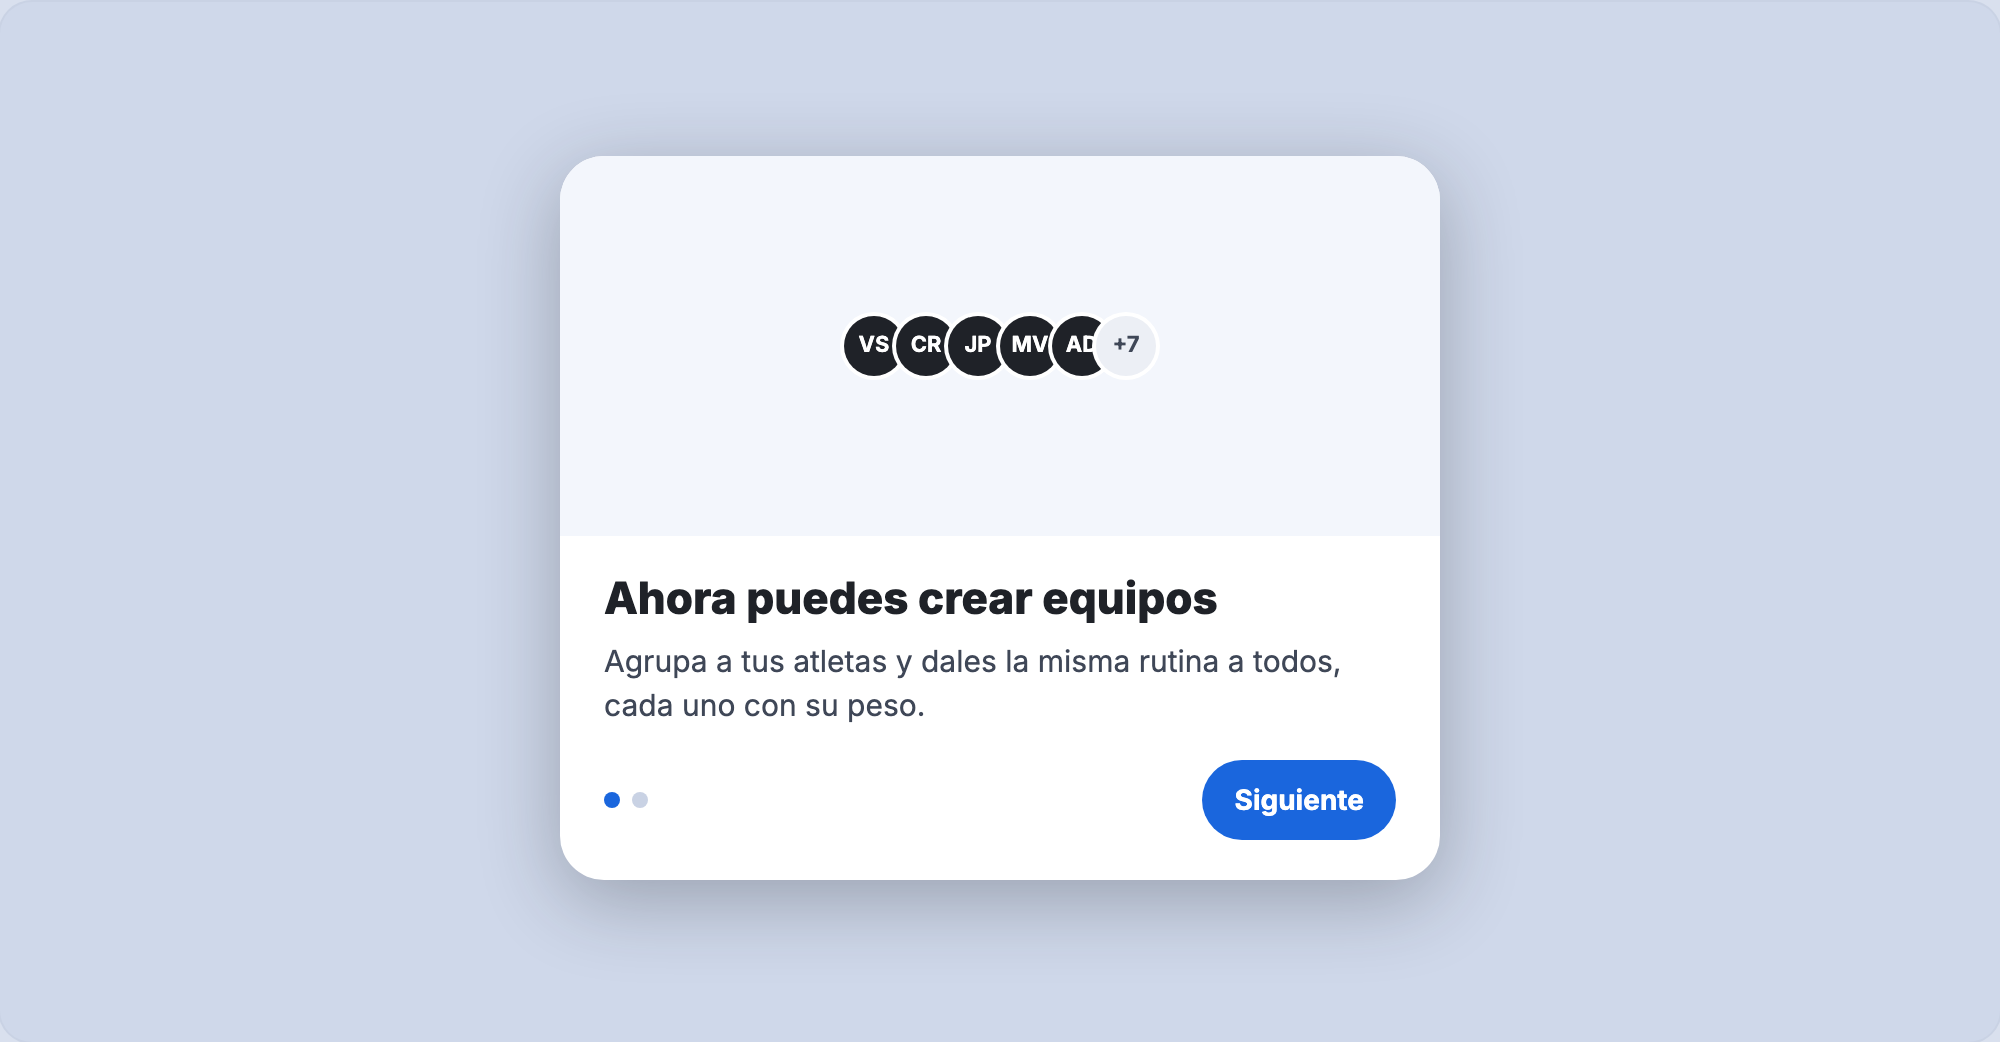 VS CR JP MV AD +7
Ahora puedes crear equipos
Agrupa a tus atletas y dales la misma rutina a todos,
cada uno con su peso.
Siguiente